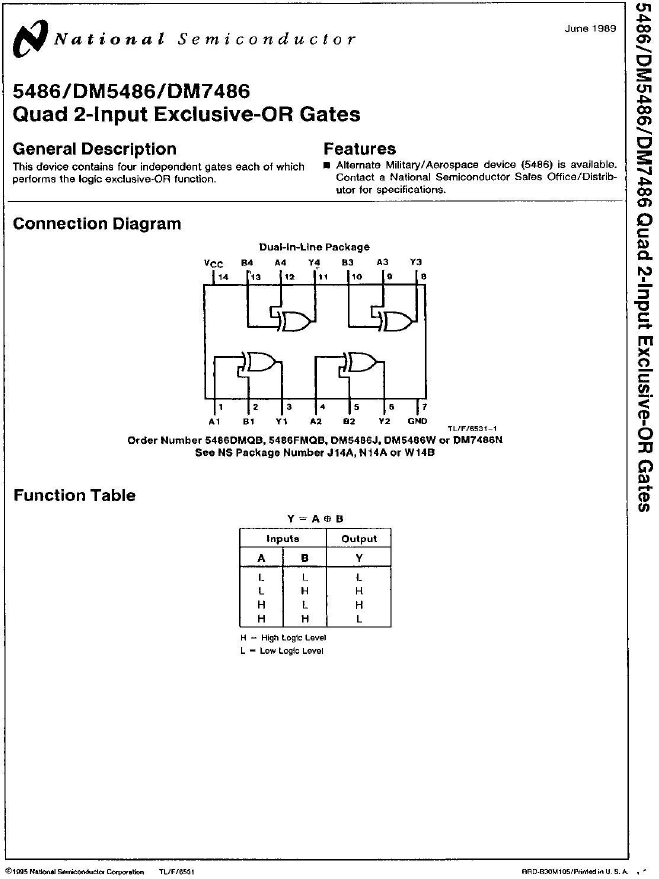 National Semiconductor
June 1989
5486/DM5486/DM7486
Quad 2-Input Exclusive-OR Gates
General Description
This device contains four independent gates each of which
performs the logic exclusive-OR function.
Features
■ Alternate Military/Aerospace device (5486) is available.
Contact a National Semiconductor Sales Office/Distrib-
utor for specifications.
Connection Diagram
Dual-In-Line Package
VCC B4 A4 Y4 B3 A3 Y3
14 13 12 11 10 9 8
1 2 3 4 5 6 7
A1 B1 Y1 A2 B2 Y2 GND
TL/F/6531-1
Order Number 5486DMQB, 5486FMQB, DM5486J, DM5486W or DM7486N
See NS Package Number J14A, N14A or W14B
Function Table
Y = A ⊕ B
Inputs Output
A B Y
L L L
L H H
H L H
H H L
H = High Logic Level
L = Low Logic Level
5486/DM5486/DM7486 Quad 2-Input Exclusive-OR Gates
©1995 National Semiconductor Corporation TL/F/6531
RRD-B30M105/Printed in U. S. A.